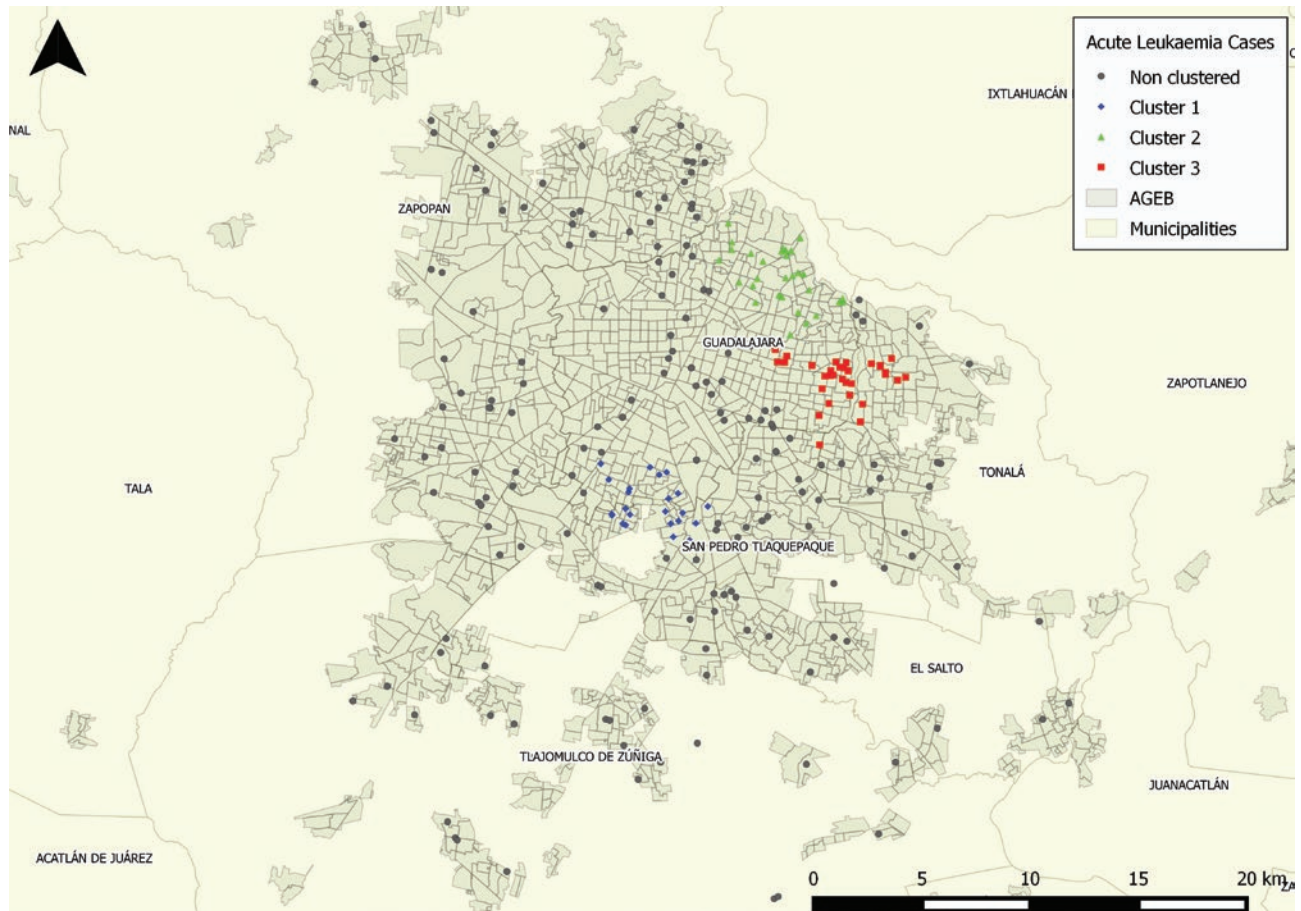 Acute Leukaemia Cases
Non clustered
Cluster 1
Cluster 2
Cluster 3
AGEB
Municipalities
IXTLAHUACÁN
NAL
ZAPOPAN
GUADALAJARA
ZAPOTLANEJO
TONALÁ
TALA
SAN PEDRO TLAQUEPAQUE
EL SALTO
TLAJOMULCO DE ZÚÑIGA
JUANACATLÁN
ACATLÁN DE JUÁREZ
0 5 10 15 20 km